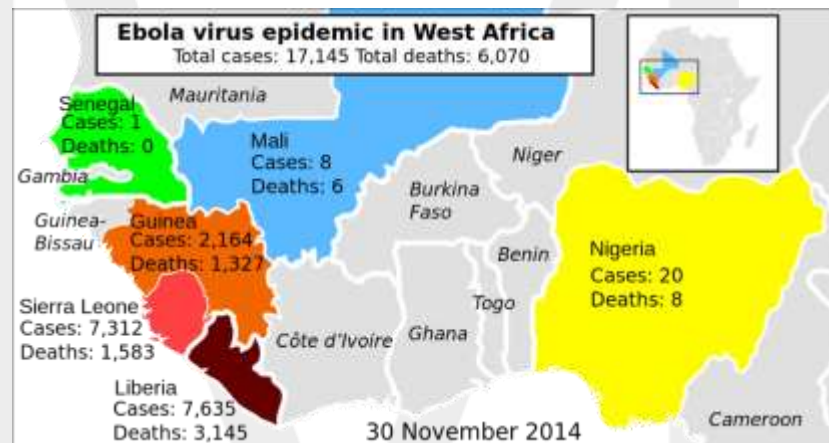 Ebola virus epidemic in West Africa
Total cases: 17,145 Total deaths: 6,070
Mauritania
Senegal
Cases: 1
Deaths: 0
Gambia
Mali
Cases: 8
Deaths: 6
Niger
Burkina
Faso
Guinea-
Bissau
Guinea
Cases: 2,164
Deaths: 1,327
Benin
Nigeria
Cases: 20
Deaths: 8
Togo
Sierra Leone
Cases: 7,312
Deaths: 1,583
Côte d'Ivoire
Ghana
Liberia
Cases: 7,635
Deaths: 3,145
30 November 2014
Cameroon